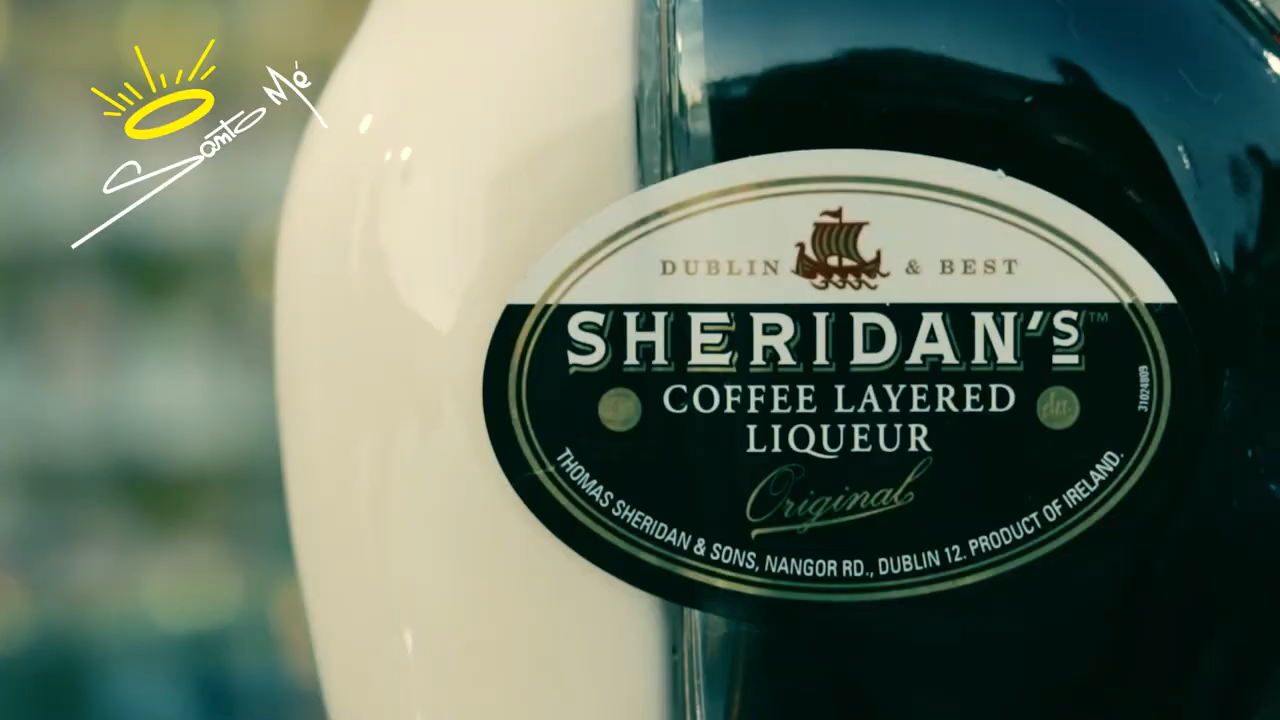 Santo Mé
DUBLIN & BEST
SHERIDAN'S™
COFFEE LAYERED
LIQUEUR
Original
THOMAS SHERIDAN & SONS, NANGOR RD., DUBLIN 12. PRODUCT OF IRELAND.
31024809